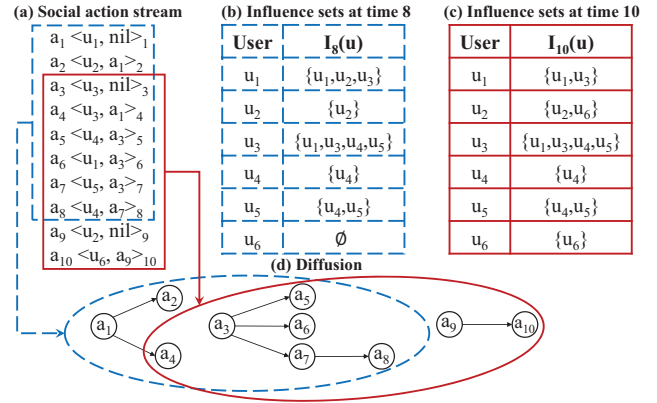 (a) Social action stream
a₁ <u₁, nil>₁
a₂ <u₂, a₁>₂
a₃ <u₃, nil>₃
a₄ <u₃, a₁>₄
a₅ <u₄, a₃>₅
a₆ <u₁, a₃>₆
a₇ <u₅, a₃>₇
a₈ <u₄, a₇>₈
a₉ <u₂, nil>₉
a₁₀ <u₆, a₉>₁₀
(b) Influence sets at time 8
User I₈(u)
u₁ {u₁,u₂,u₃}
u₂ {u₂}
u₃ {u₁,u₃,u₄,u₅}
u₄ {u₄}
u₅ {u₄,u₅}
u₆ ∅
(c) Influence sets at time 10
User I₁₀(u)
u₁ {u₁,u₃}
u₂ {u₂,u₆}
u₃ {u₁,u₃,u₄,u₅}
u₄ {u₄}
u₅ {u₄,u₅}
u₆ {u₆}
(d) Diffusion
a₁
a₂
a₄
a₃
a₅
a₆
a₇
a₈
a₉
a₁₀